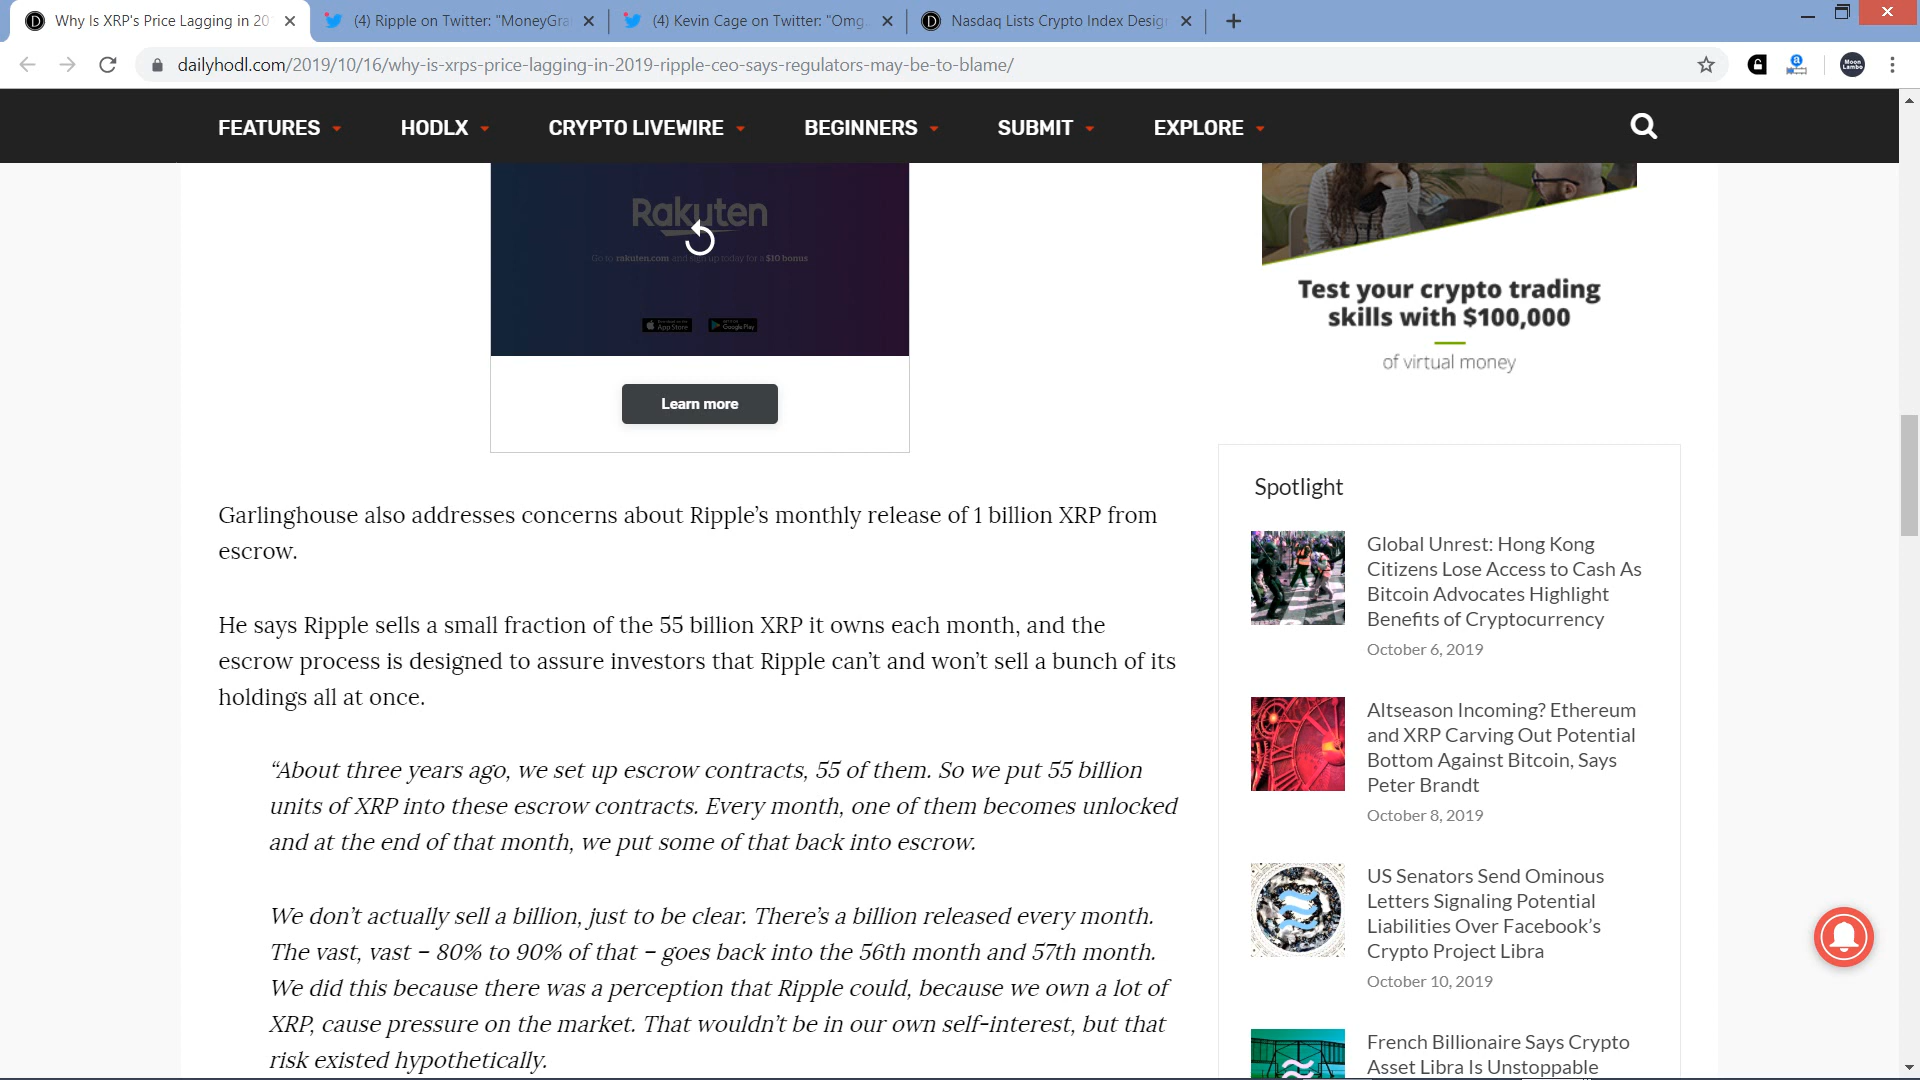 Why Is XRP's Price Lagging in 20
(4) Ripple on Twitter: "MoneyGra
(4) Kevin Cage on Twitter: "Omg
Nasdaq Lists Crypto Index Desig
dailyhodl.com/2019/10/16/why-is-xrps-price-lagging-in-2019-ripple-ceo-says-regulators-may-be-to-blame/
Moon
Lambo
FEATURES
HODLX
CRYPTO LIVEWIRE
BEGINNERS
SUBMIT
EXPLORE
Rakuten
Go to rakuten.com and sign up today for a $10 bonus
App Store
Google Play
Learn more
Test your crypto trading
skills with $100,000
of virtual money
Garlinghouse also addresses concerns about Ripple’s monthly release of 1 billion XRP from
escrow.
He says Ripple sells a small fraction of the 55 billion XRP it owns each month, and the
escrow process is designed to assure investors that Ripple can’t and won’t sell a bunch of its
holdings all at once.
“About three years ago, we set up escrow contracts, 55 of them. So we put 55 billion
units of XRP into these escrow contracts. Every month, one of them becomes unlocked
and at the end of that month, we put some of that back into escrow.
We don’t actually sell a billion, just to be clear. There’s a billion released every month.
The vast, vast – 80% to 90% of that – goes back into the 56th month and 57th month.
We did this because there was a perception that Ripple could, because we own a lot of
XRP, cause pressure on the market. That wouldn’t be in our own self-interest, but that
risk existed hypothetically.
Spotlight
Global Unrest: Hong Kong
Citizens Lose Access to Cash As
Bitcoin Advocates Highlight
Benefits of Cryptocurrency
October 6, 2019
Altseason Incoming? Ethereum
and XRP Carving Out Potential
Bottom Against Bitcoin, Says
Peter Brandt
October 8, 2019
US Senators Send Ominous
Letters Signaling Potential
Liabilities Over Facebook’s
Crypto Project Libra
October 10, 2019
French Billionaire Says Crypto
Asset Libra Is Unstoppable